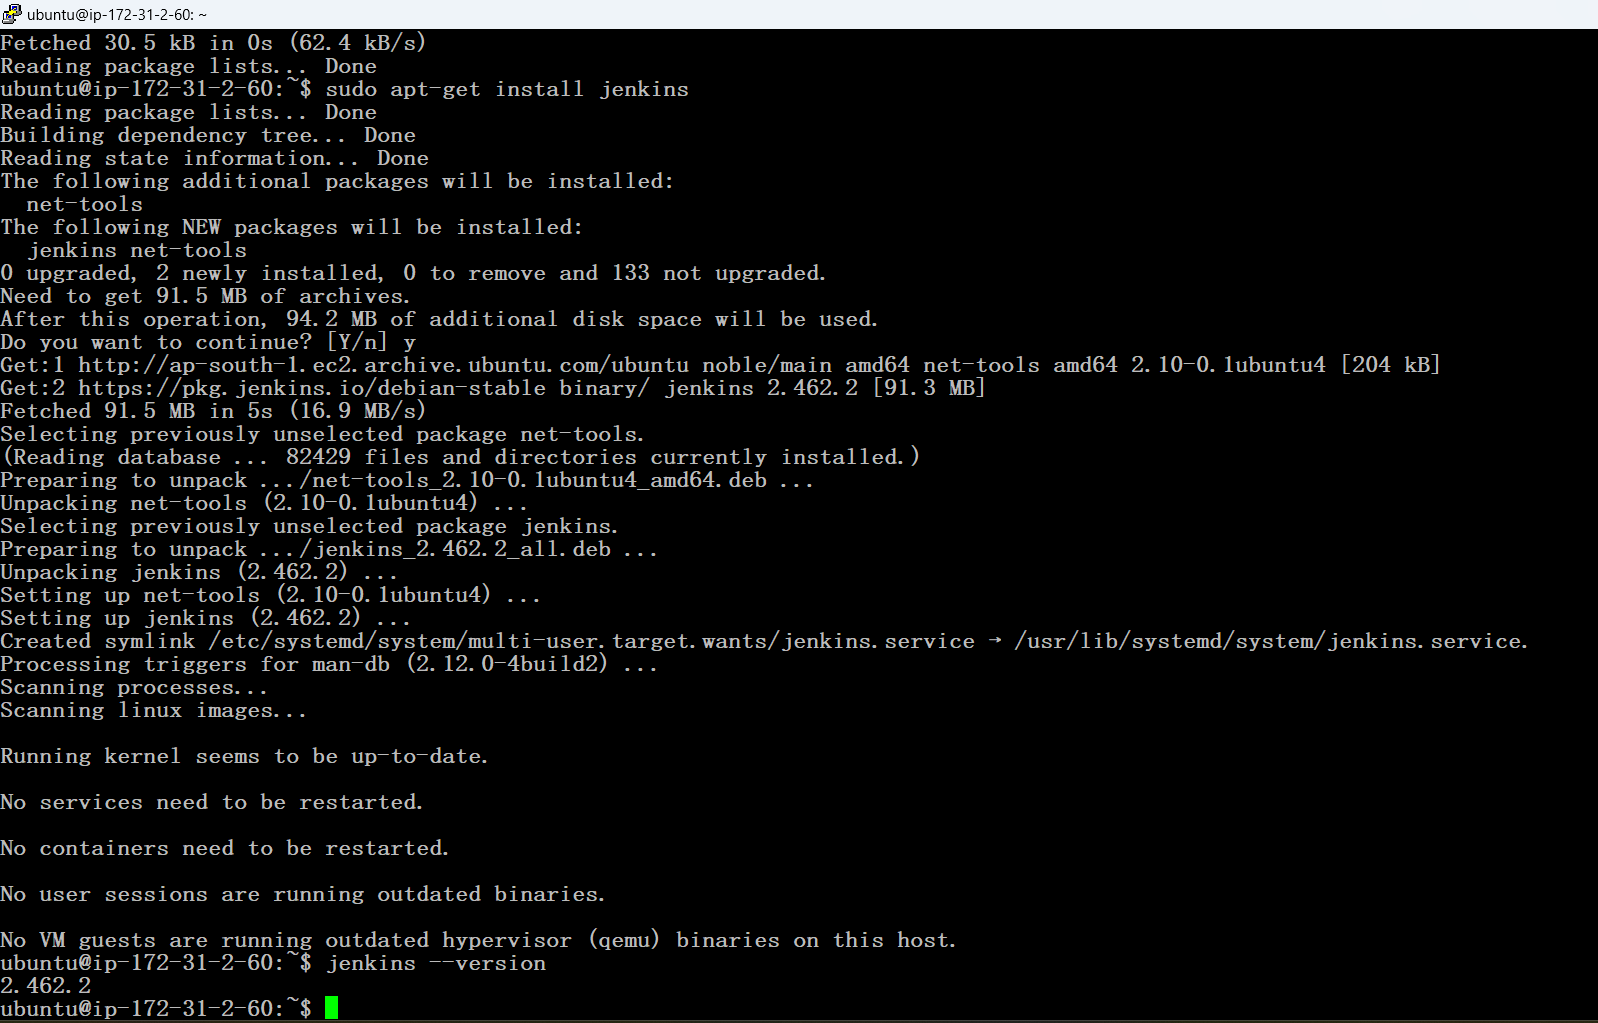 ubuntu@ip-172-31-2-60: ~
Fetched 30.5 kB in 0s (62.4 kB/s)
Reading package lists... Done
ubuntu@ip-172-31-2-60:~$ sudo apt-get install jenkins
Reading package lists... Done
Building dependency tree... Done
Reading state information... Done
The following additional packages will be installed:
  net-tools
The following NEW packages will be installed:
  jenkins net-tools
0 upgraded, 2 newly installed, 0 to remove and 133 not upgraded.
Need to get 91.5 MB of archives.
After this operation, 94.2 MB of additional disk space will be used.
Do you want to continue? [Y/n] y
Get:1 http://ap-south-1.ec2.archive.ubuntu.com/ubuntu noble/main amd64 net-tools amd64 2.10-0.1ubuntu4 [204 kB]
Get:2 https://pkg.jenkins.io/debian-stable binary/ jenkins 2.462.2 [91.3 MB]
Fetched 91.5 MB in 5s (16.9 MB/s)
Selecting previously unselected package net-tools.
(Reading database ... 82429 files and directories currently installed.)
Preparing to unpack .../net-tools_2.10-0.1ubuntu4_amd64.deb ...
Unpacking net-tools (2.10-0.1ubuntu4) ...
Selecting previously unselected package jenkins.
Preparing to unpack .../jenkins_2.462.2_all.deb ...
Unpacking jenkins (2.462.2) ...
Setting up net-tools (2.10-0.1ubuntu4) ...
Setting up jenkins (2.462.2) ...
Created symlink /etc/systemd/system/multi-user.target.wants/jenkins.service → /usr/lib/systemd/system/jenkins.service.
Processing triggers for man-db (2.12.0-4build2) ...
Scanning processes...
Scanning linux images...
Running kernel seems to be up-to-date.
No services need to be restarted.
No containers need to be restarted.
No user sessions are running outdated binaries.
No VM guests are running outdated hypervisor (qemu) binaries on this host.
ubuntu@ip-172-31-2-60:~$ jenkins --version
2.462.2
ubuntu@ip-172-31-2-60:~$